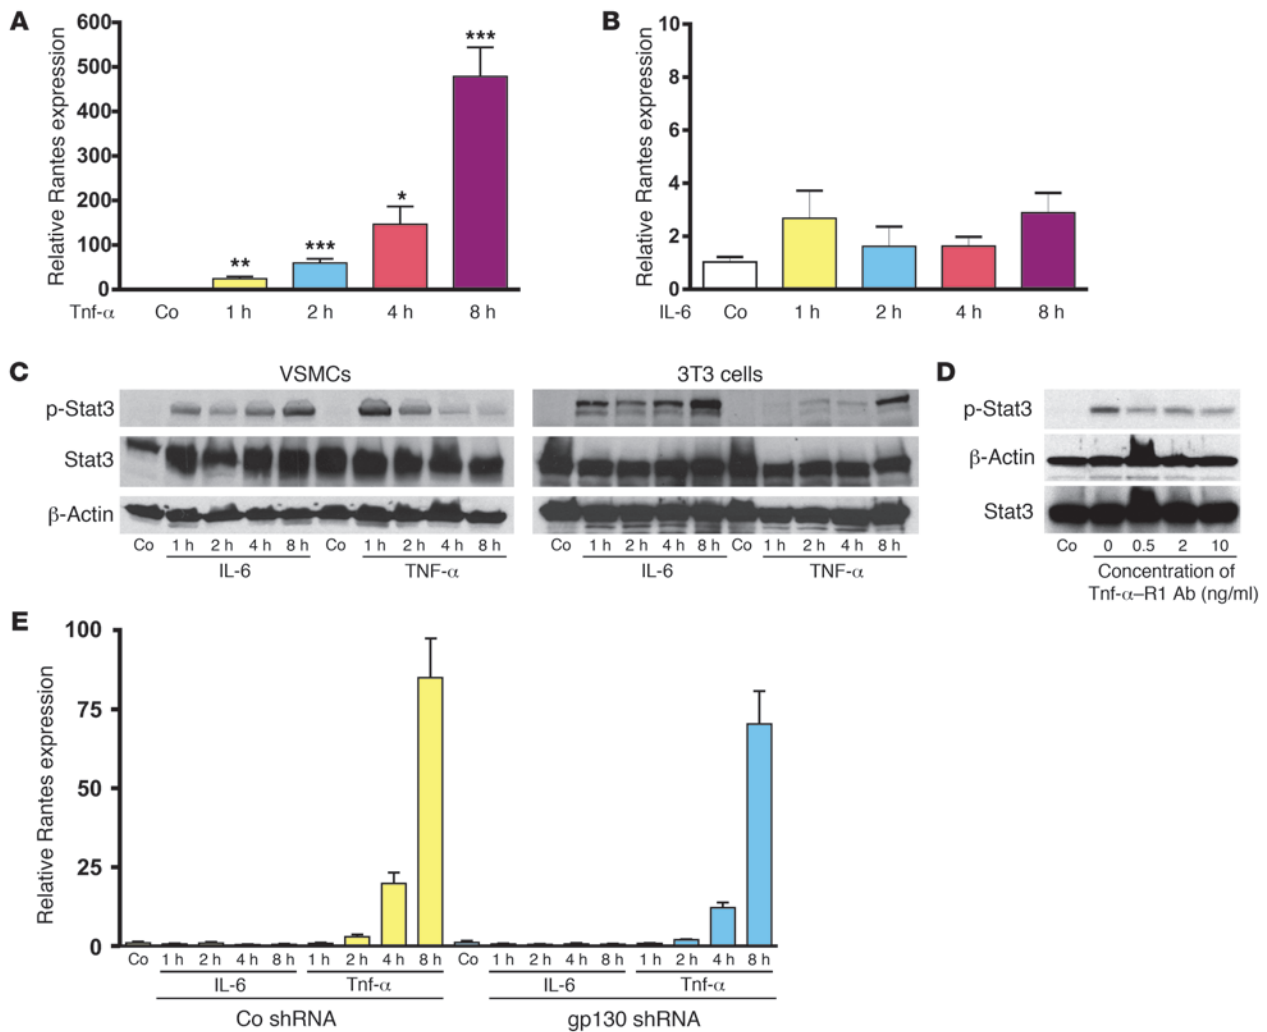 A
Relative Rantes expression
600
500
400
300
200
100
0
**
***
*
***
Tnf-α Co 1 h 2 h 4 h 8 h
B
Relative Rantes expression
10
8
6
4
2
0
IL-6 Co 1 h 2 h 4 h 8 h
C
VSMCs
3T3 cells
p-Stat3
Stat3
β-Actin
Co 1 h 2 h 4 h 8 h Co 1 h 2 h 4 h 8 h
IL-6 TNF-α
Co 1 h 2 h 4 h 8 h Co 1 h 2 h 4 h 8 h
IL-6 TNF-α
D
p-Stat3
β-Actin
Stat3
Co 0 0.5 2 10
Concentration of
Tnf-α–R1 Ab (ng/ml)
E
Relative Rantes expression
100
75
50
25
0
Co 1 h 2 h 4 h 8 h 1 h 2 h 4 h 8 h Co 1 h 2 h 4 h 8 h 1 h 2 h 4 h 8 h
IL-6 Tnf-α IL-6 Tnf-α
Co shRNA gp130 shRNA